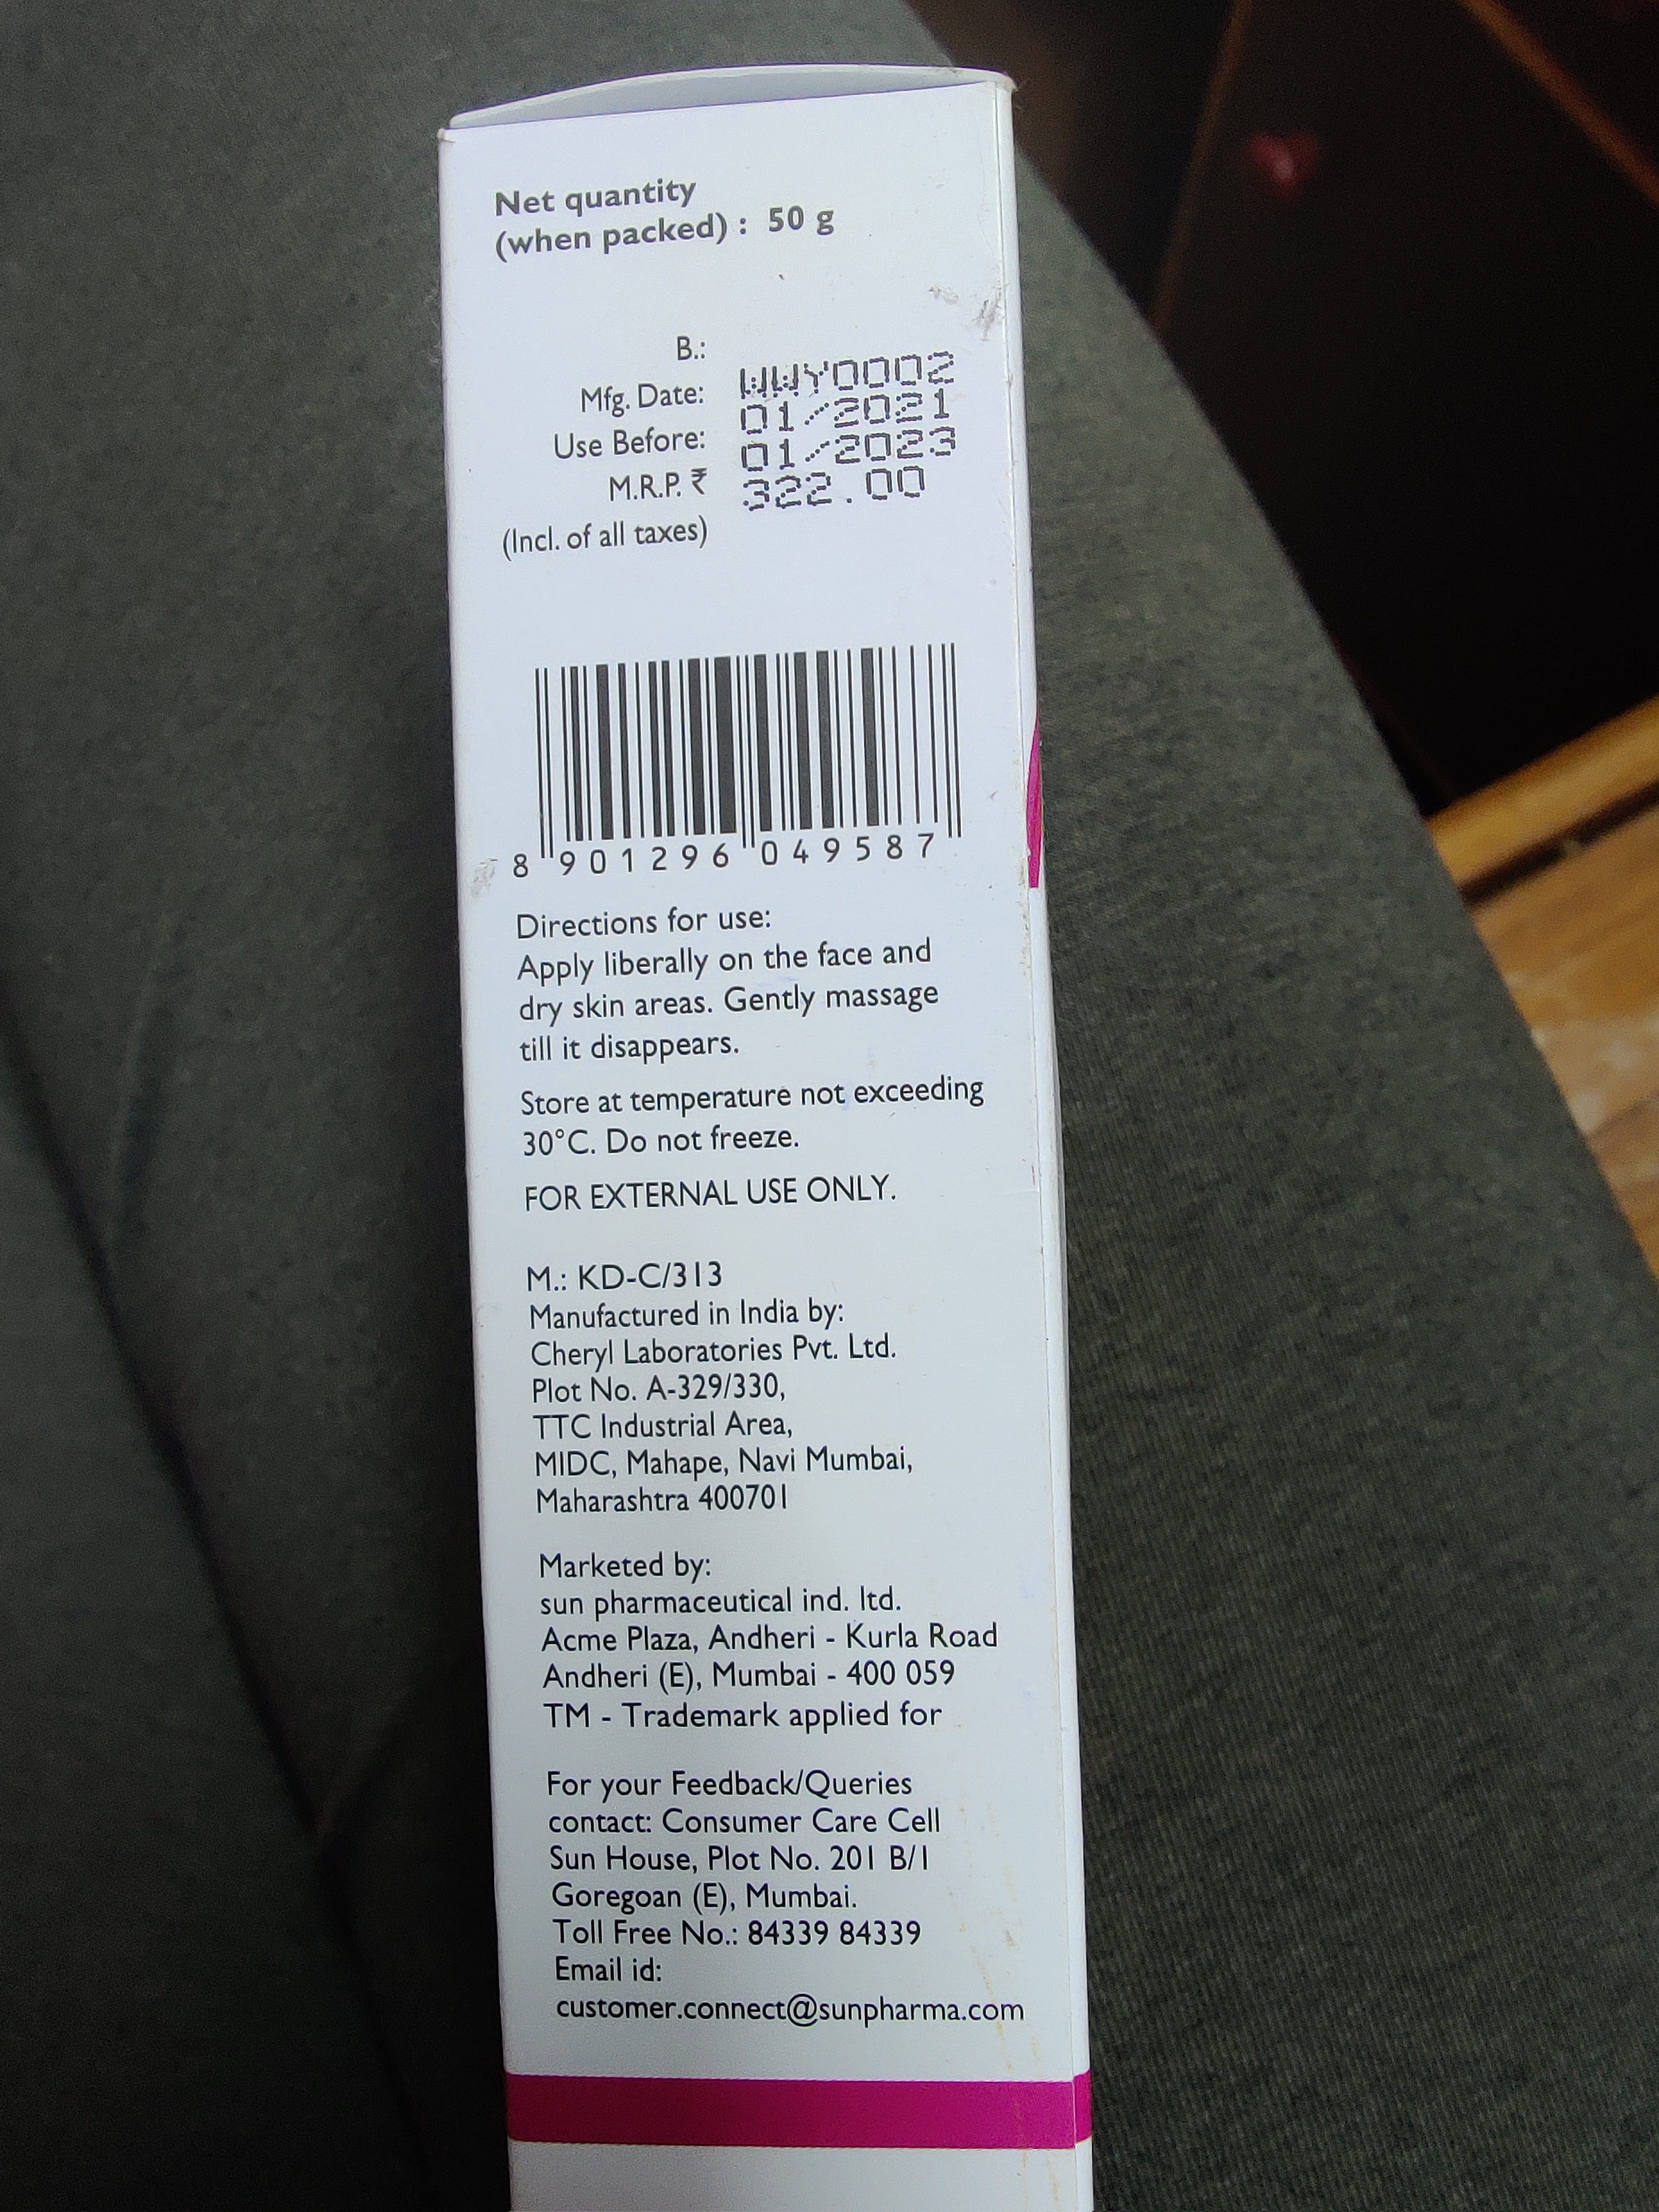 Net quantity
(when packed) : 50 g
B.: WWY0002
Mfg. Date: 01/2021
Use Before: 01/2023
M.R.P. ₹ 322.00
(Incl. of all taxes)
8 901296 049587
Directions for use:
Apply liberally on the face and
dry skin areas. Gently massage
till it disappears.
Store at temperature not exceeding
30°C. Do not freeze.
FOR EXTERNAL USE ONLY.
M.: KD-C/313
Manufactured in India by:
Cheryl Laboratories Pvt. Ltd.
Plot No. A-329/330,
TTC Industrial Area,
MIDC, Mahape, Navi Mumbai,
Maharashtra 400701
Marketed by:
sun pharmaceutical ind. ltd.
Acme Plaza, Andheri - Kurla Road
Andheri (E), Mumbai - 400 059
TM - Trademark applied for
For your Feedback/Queries
contact: Consumer Care Cell
Sun House, Plot No. 201 B/1
Goregoan (E), Mumbai.
Toll Free No.: 84339 84339
Email id:
customer.connect@sunpharma.com